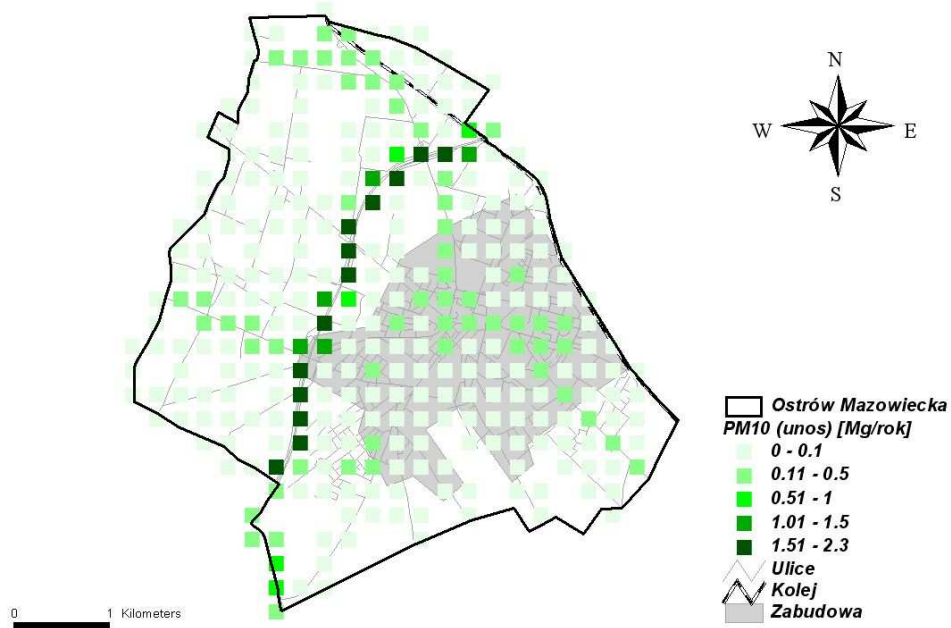 N
W E
S
Ostrów Mazowiecka
PM10 (unos) [Mg/rok]
0 - 0.1
0.11 - 0.5
0.51 - 1
1.01 - 1.5
1.51 - 2.3
Ulice
Kolej
Zabudowa
0 1 Kilometers